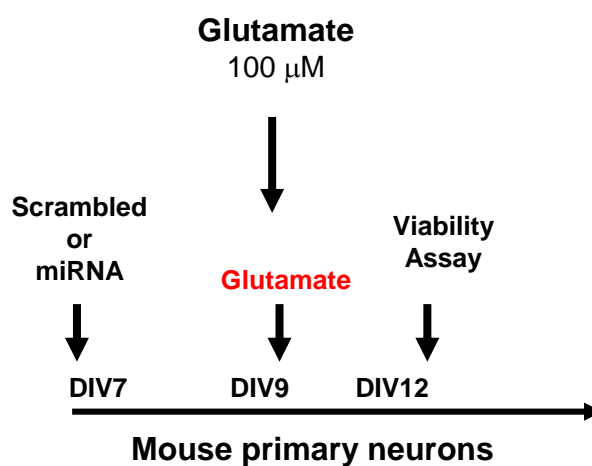 Glutamate
100 μM
Scrambled
or
miRNA
Glutamate
Viability
Assay
DIV7
DIV9
DIV12
Mouse primary neurons